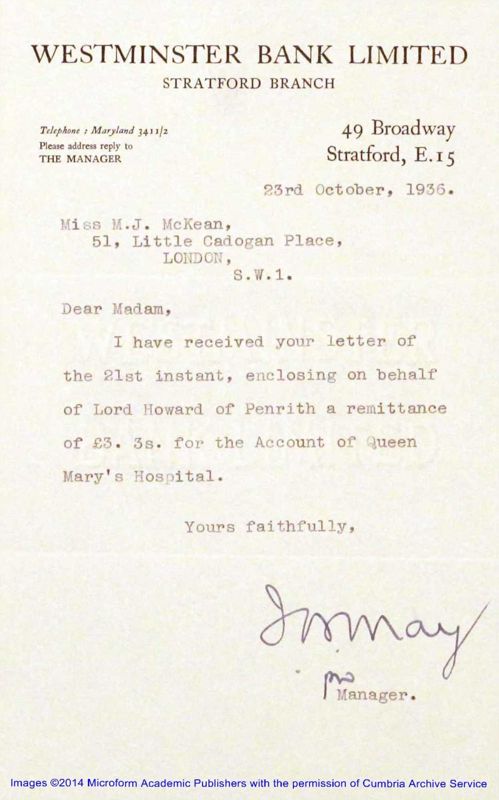 WESTMINSTER BANK LIMITED
STRATFORD BRANCH
Telephone : Maryland 3411/2
Please address reply to
THE MANAGER
49 Broadway
Stratford, E.15
23rd October, 1936.
Miss M.J. McKean,
51, Little Cadogan Place,
LONDON,
S.W.1.
Dear Madam,
I have received your letter of
the 21st instant, enclosing on behalf
of Lord Howard of Penrith a remittance
of £3. 3s. for the Account of Queen
Mary's Hospital.
Yours faithfully,
May
pro
Manager.
Images ©2014 Microform Academic Publishers with the permission of Cumbria Archive Service